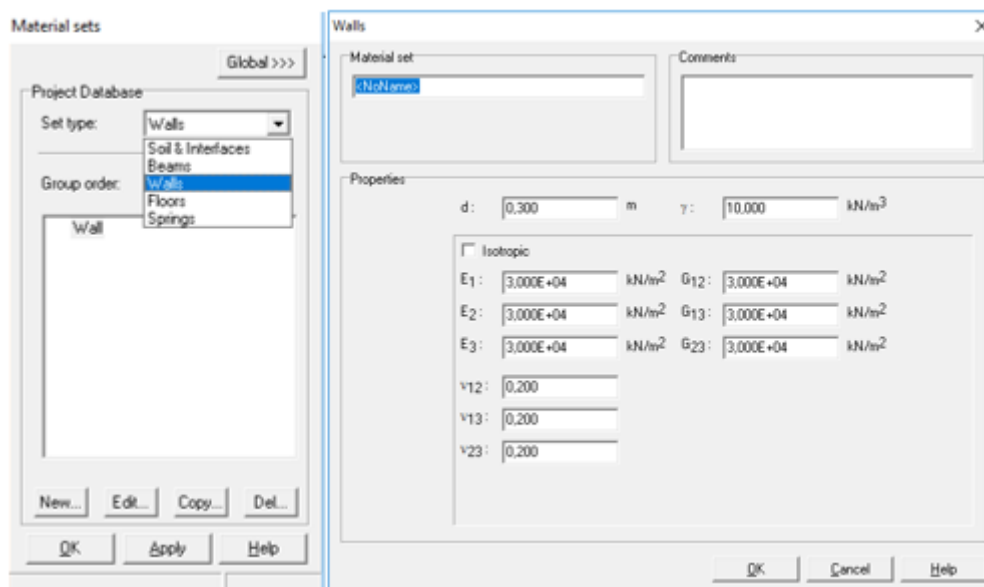 Material sets
Global >>>
Project Database
Set type:
Walls
Soil & Interfaces
Beams
Walls
Floors
Springs
Group order:
Wall
New...
Edit...
Copy...
Del...
OK
Apply
Help
Walls
Material set
<NoName>
Comments
Properties
d: 0,300 m γ: 10,000 kN/m³
Isotropic
E1: 3,000E+04 kN/m² G12: 3,000E+04 kN/m²
E2: 3,000E+04 kN/m² G13: 3,000E+04 kN/m²
E3: 3,000E+04 kN/m² G23: 3,000E+04 kN/m²
ν12: 0,200
ν13: 0,200
ν23: 0,200
OK
Cancel
Help